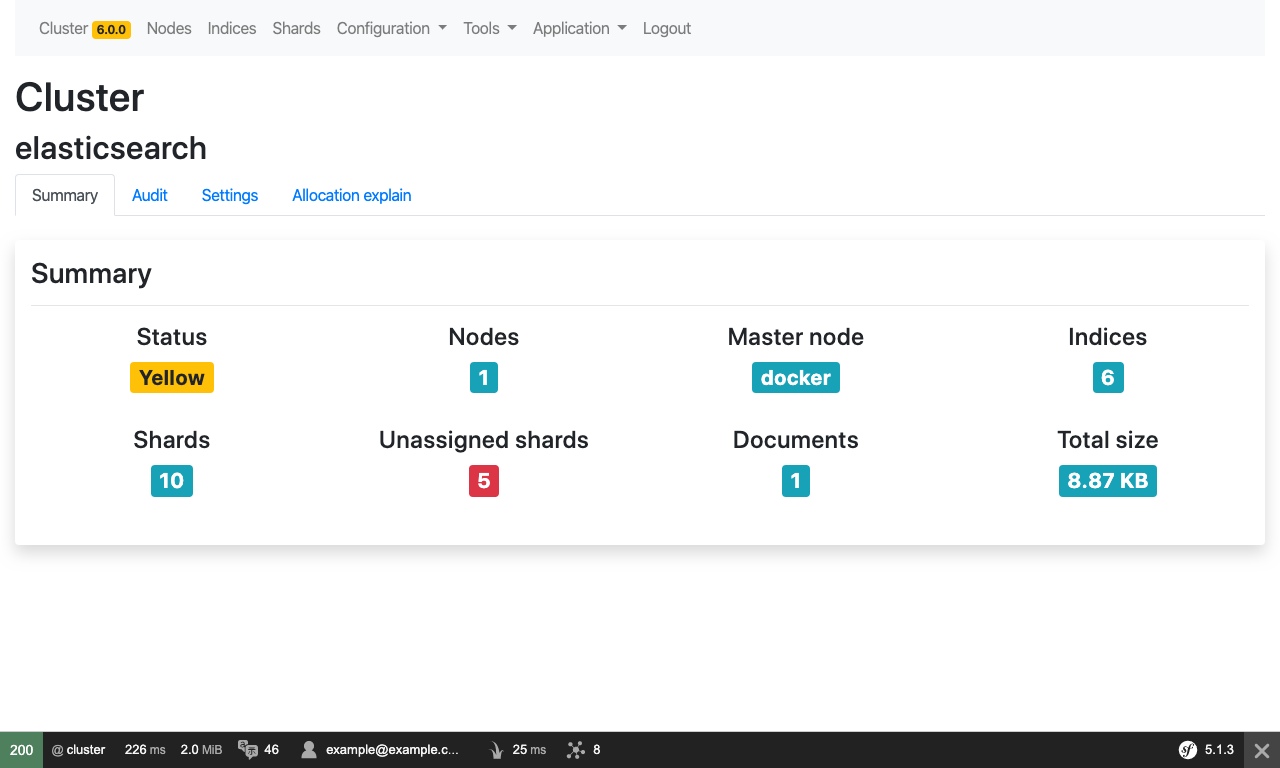 Cluster 6.0.0 Nodes Indices Shards Configuration Tools Application Logout
Cluster
elasticsearch
Summary Audit Settings Allocation explain
Summary
Status Nodes Master node Indices
Yellow 1 docker 6
Shards Unassigned shards Documents Total size
10 5 1 8.87 KB
200 @ cluster 226 ms 2.0 MiB 46 example@example.c... 25 ms 8 sf 5.1.3